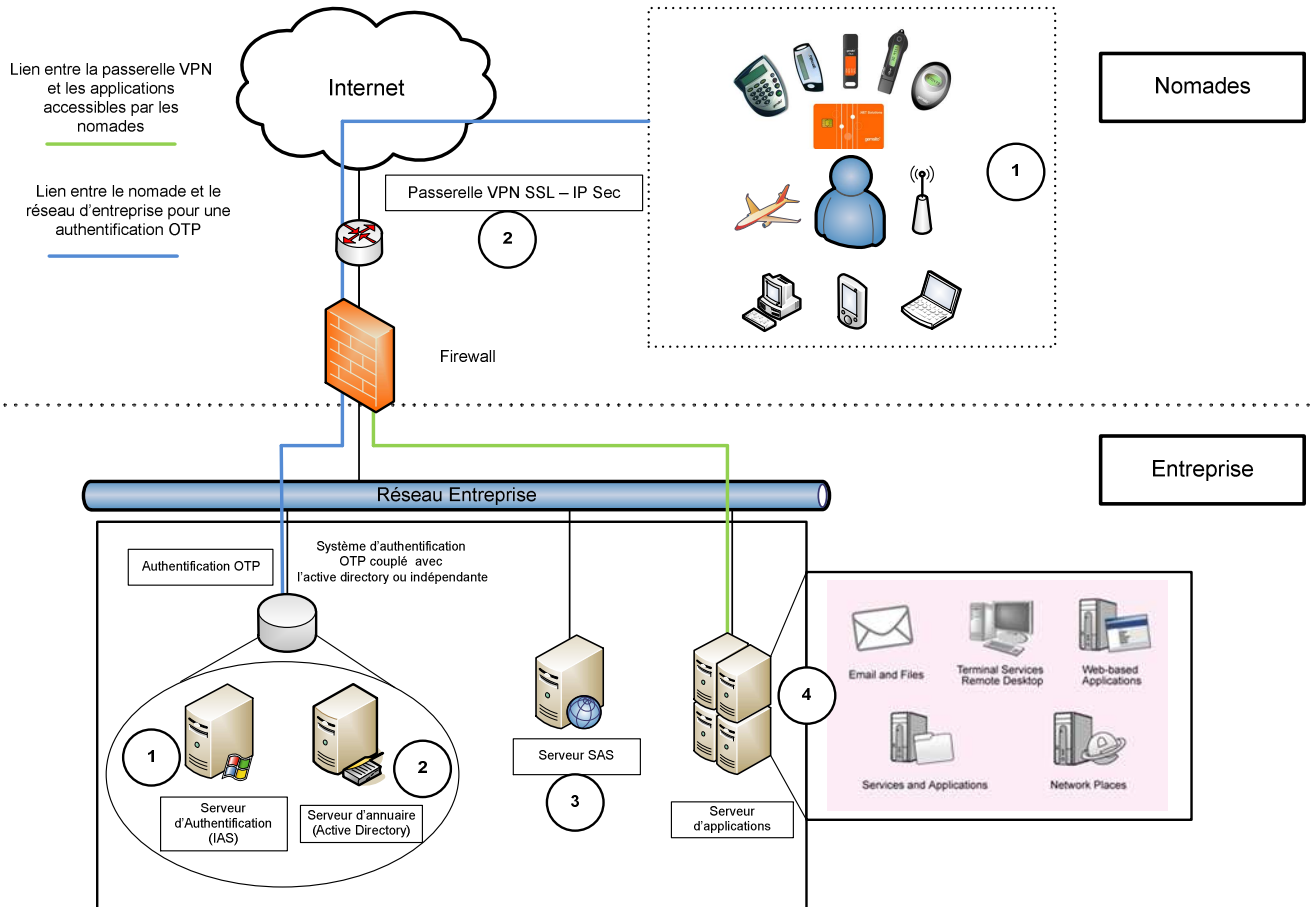 Lien entre la passerelle VPN
et les applications
accessibles par les
nomades
Internet
Nomades
1
Lien entre le nomade et le
réseau d'entreprise pour une
authentification OTP
Passerelle VPN SSL – IP Sec
2
Firewall
Entreprise
Réseau Entreprise
Authentification OTP
Système d'authentification
OTP couplé avec
l'active directory ou indépendante
1
2
Serveur
d'Authentification
(IAS)
Serveur d'annuaire
(Active Directory)
Serveur SAS
3
Serveur
d'applications
4
Email and Files
Terminal Services
Remote Desktop
Web-based
Applications
Services and Applications
Network Places